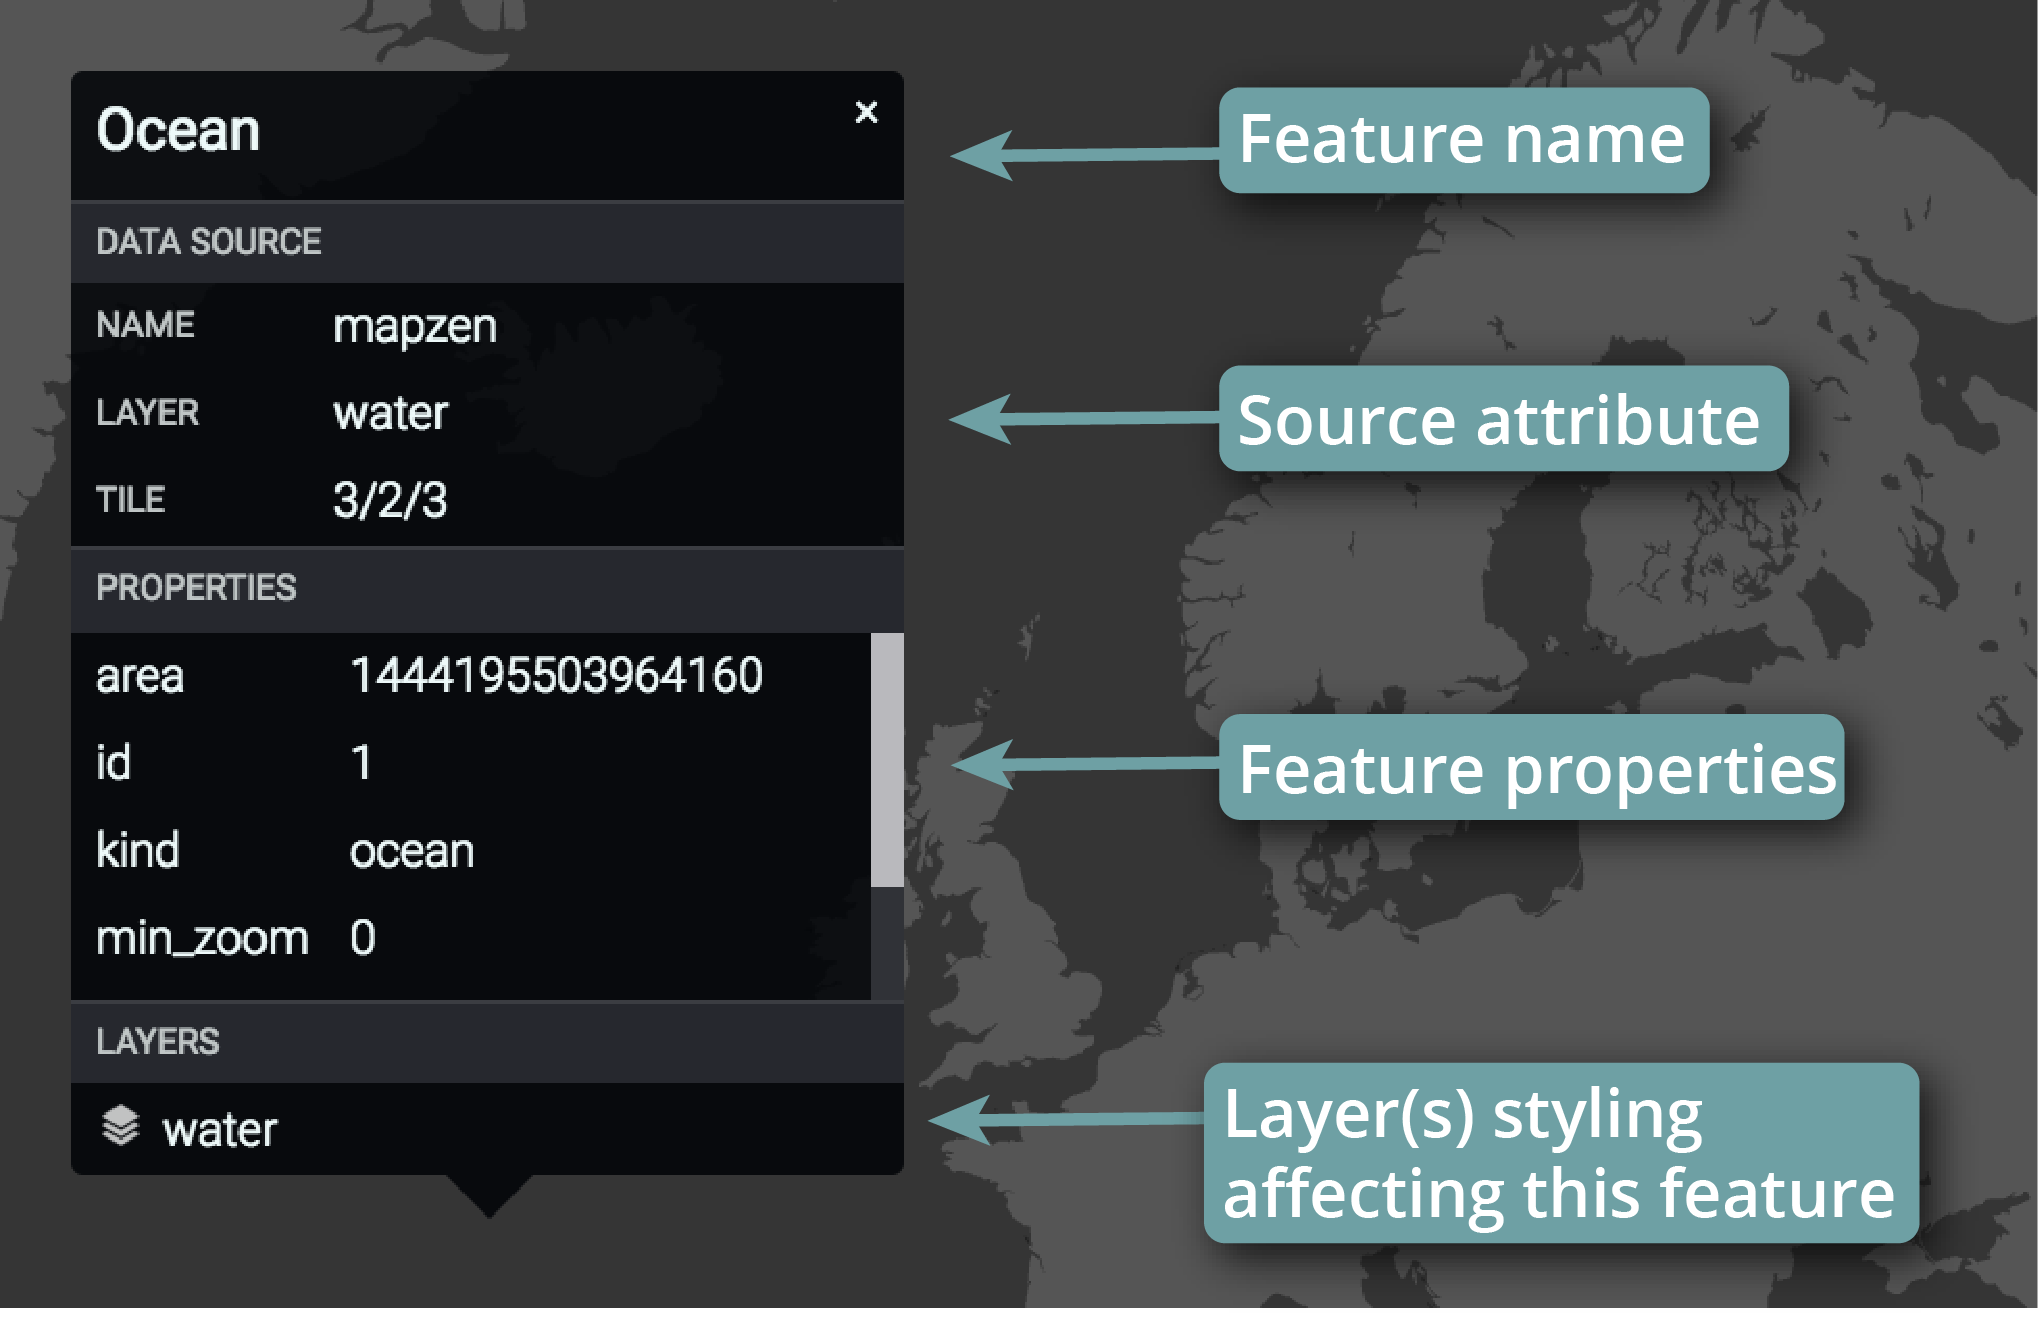 Ocean ×
Feature name
DATA SOURCE
NAME mapzen
LAYER water
Source attribute
TILE 3/2/3
PROPERTIES
area 1444195503964160
id 1
Feature properties
kind ocean
min_zoom 0
LAYERS
water
Layer(s) styling
affecting this feature